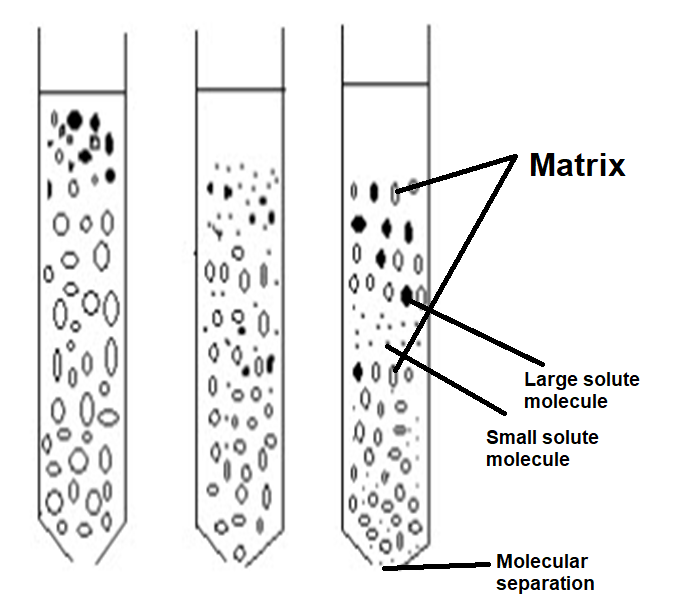 Matrix
Large solute
molecule
Small solute
molecule
Molecular
separation